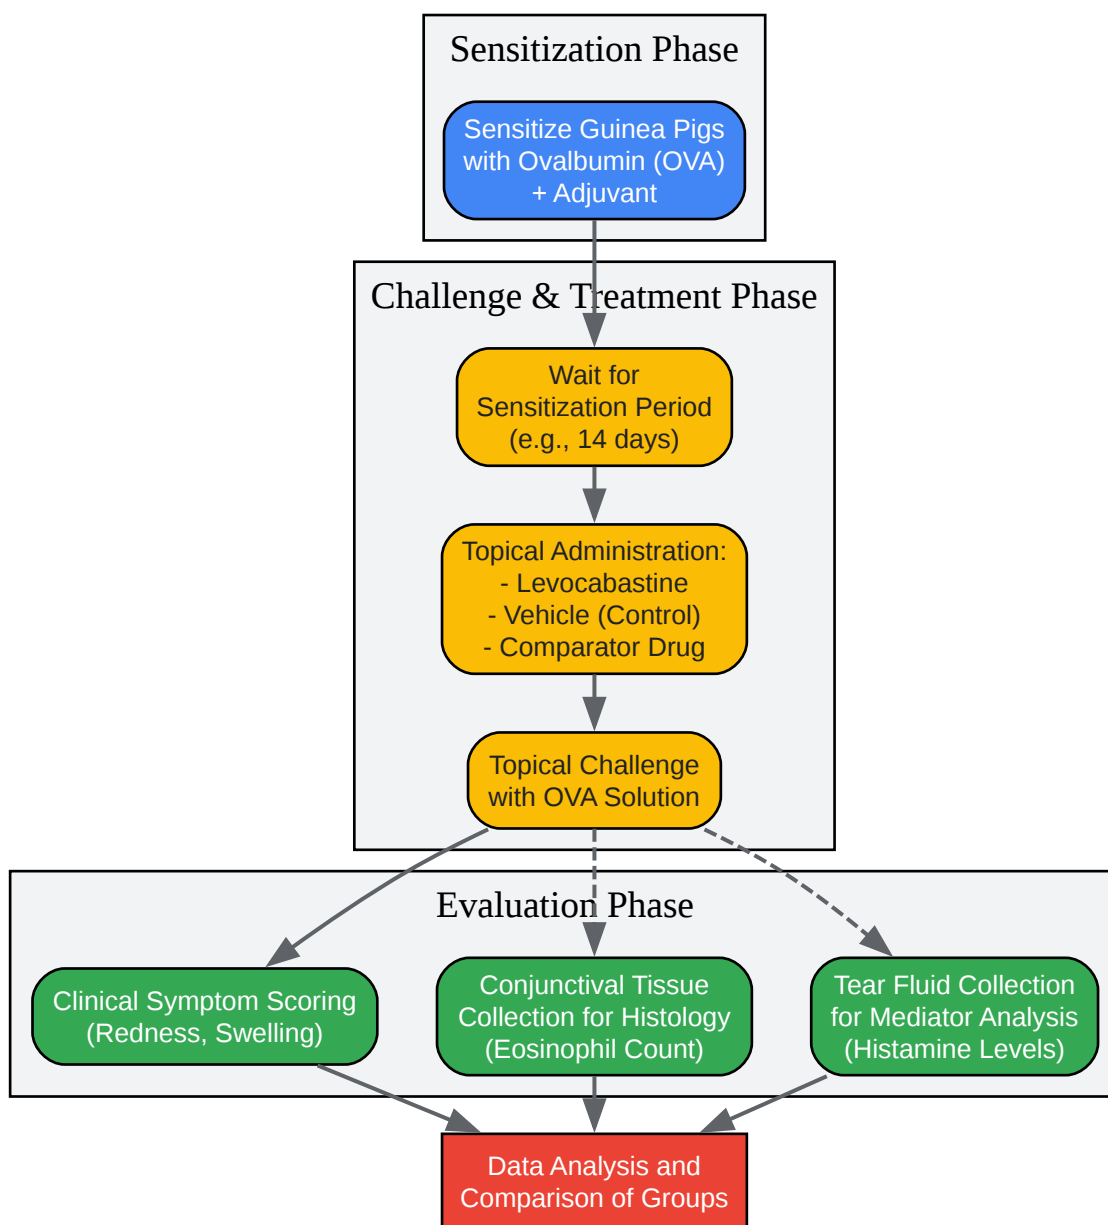 Sensitization Phase
Sensitize Guinea Pigs
with Ovalbumin (OVA)
+ Adjuvant
Challenge & Treatment Phase
Wait for
Sensitization Period
(e.g., 14 days)
Topical Administration:
- Levocabastine
- Vehicle (Control)
- Comparator Drug
Topical Challenge
with OVA Solution
Evaluation Phase
Clinical Symptom Scoring
(Redness, Swelling)
Conjunctival Tissue
Collection for Histology
(Eosinophil Count)
Tear Fluid Collection
for Mediator Analysis
(Histamine Levels)
Data Analysis and
Comparison of Groups